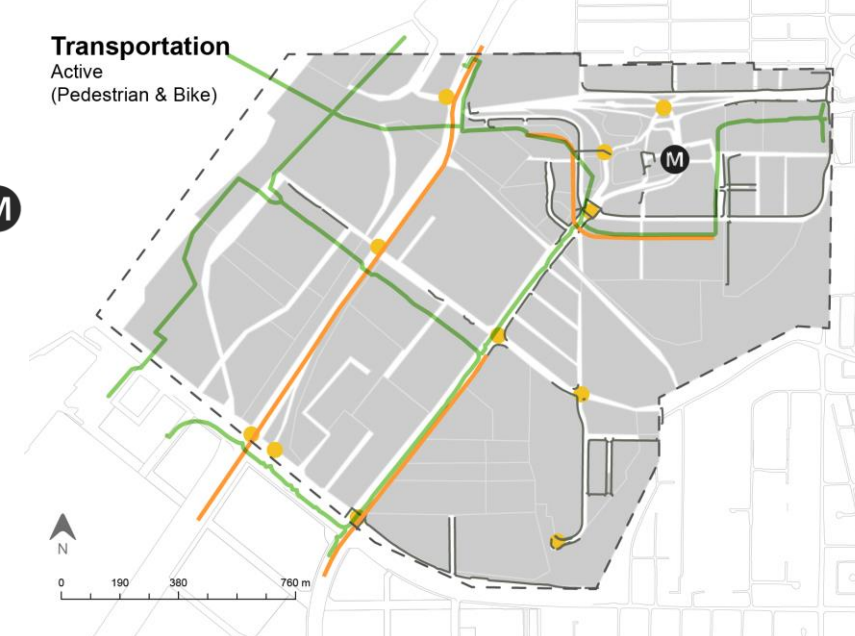 Transportation
Active
(Pedestrian & Bike)
M
M
N
0 190 380 760 m